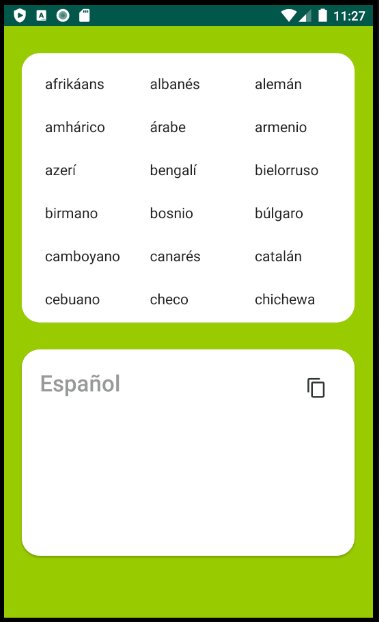 11:27
afrikáans albanés alemán
amhárico árabe armenio
azerí bengalí bielorruso
birmano bosnio búlgaro
camboyano canarés catalán
cebuano checo chichewa
Español